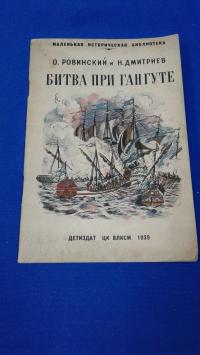 МАЛЕНЬКАЯ ИСТОРИЧЕСКАЯ БИБЛИОТЕКА
О. РОВИНСКИЙ и Н. ДМИТРИЕВ
БИТВА ПРИ ГАНГУТЕ
ДЕТИЗДАТ ЦК ВЛКСМ 1939